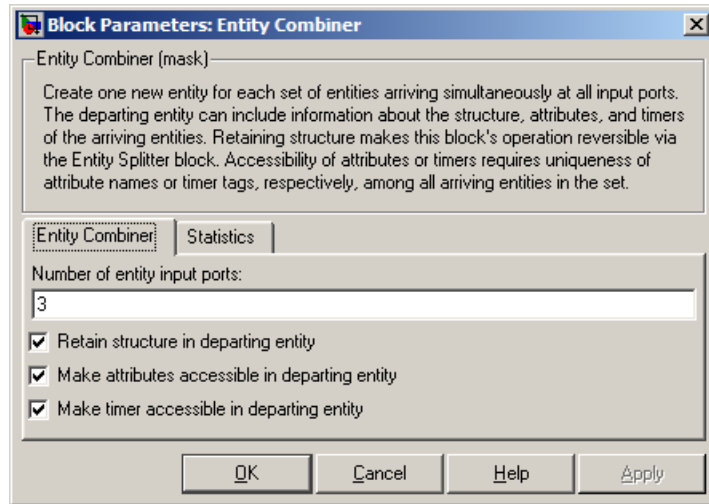 Block Parameters: Entity Combiner
Entity Combiner (mask)
Create one new entity for each set of entities arriving simultaneously at all input ports.
The departing entity can include information about the structure, attributes, and timers
of the arriving entities. Retaining structure makes this block's operation reversible via
the Entity Splitter block. Accessibility of attributes or timers requires uniqueness of
attribute names or timer tags, respectively, among all arriving entities in the set.
Entity Combiner Statistics
Number of entity input ports:
3
Retain structure in departing entity
Make attributes accessible in departing entity
Make timer accessible in departing entity
OK Cancel Help Apply